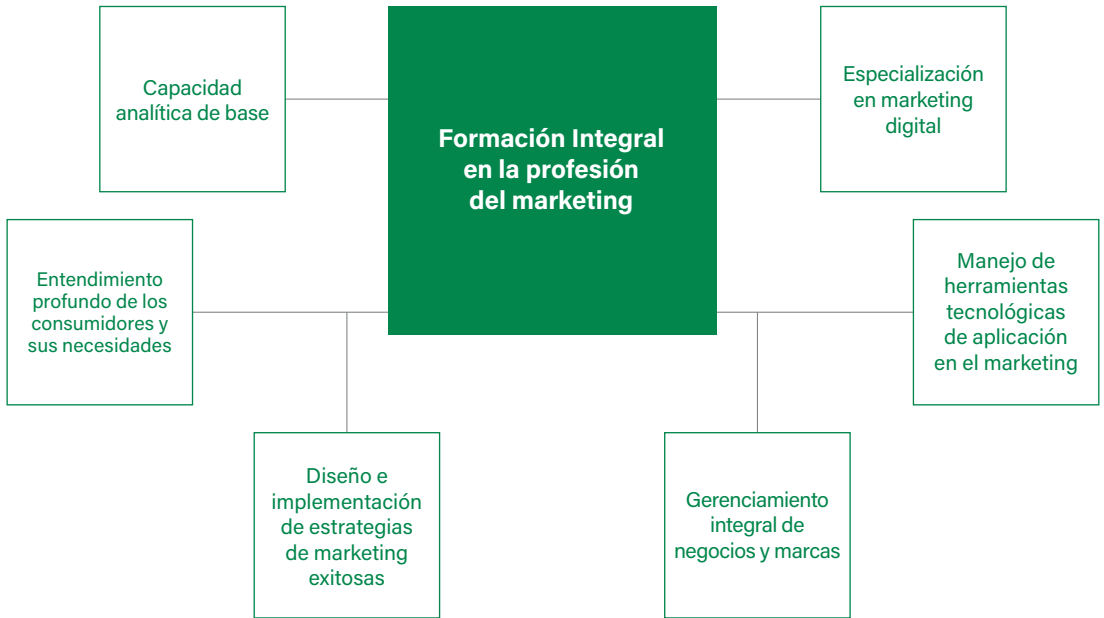 Capacidad
analítica de base
Formación Integral
en la profesión
del marketing
Especialización
en marketing
digital
Entendimiento
profundo de los
consumidores y
sus necesidades
Manejo de
herramientas
tecnológicas
de aplicación
en el marketing
Diseño e
implementación
de estrategias
de marketing
exitosas
Gerenciamiento
integral de
negocios y marcas